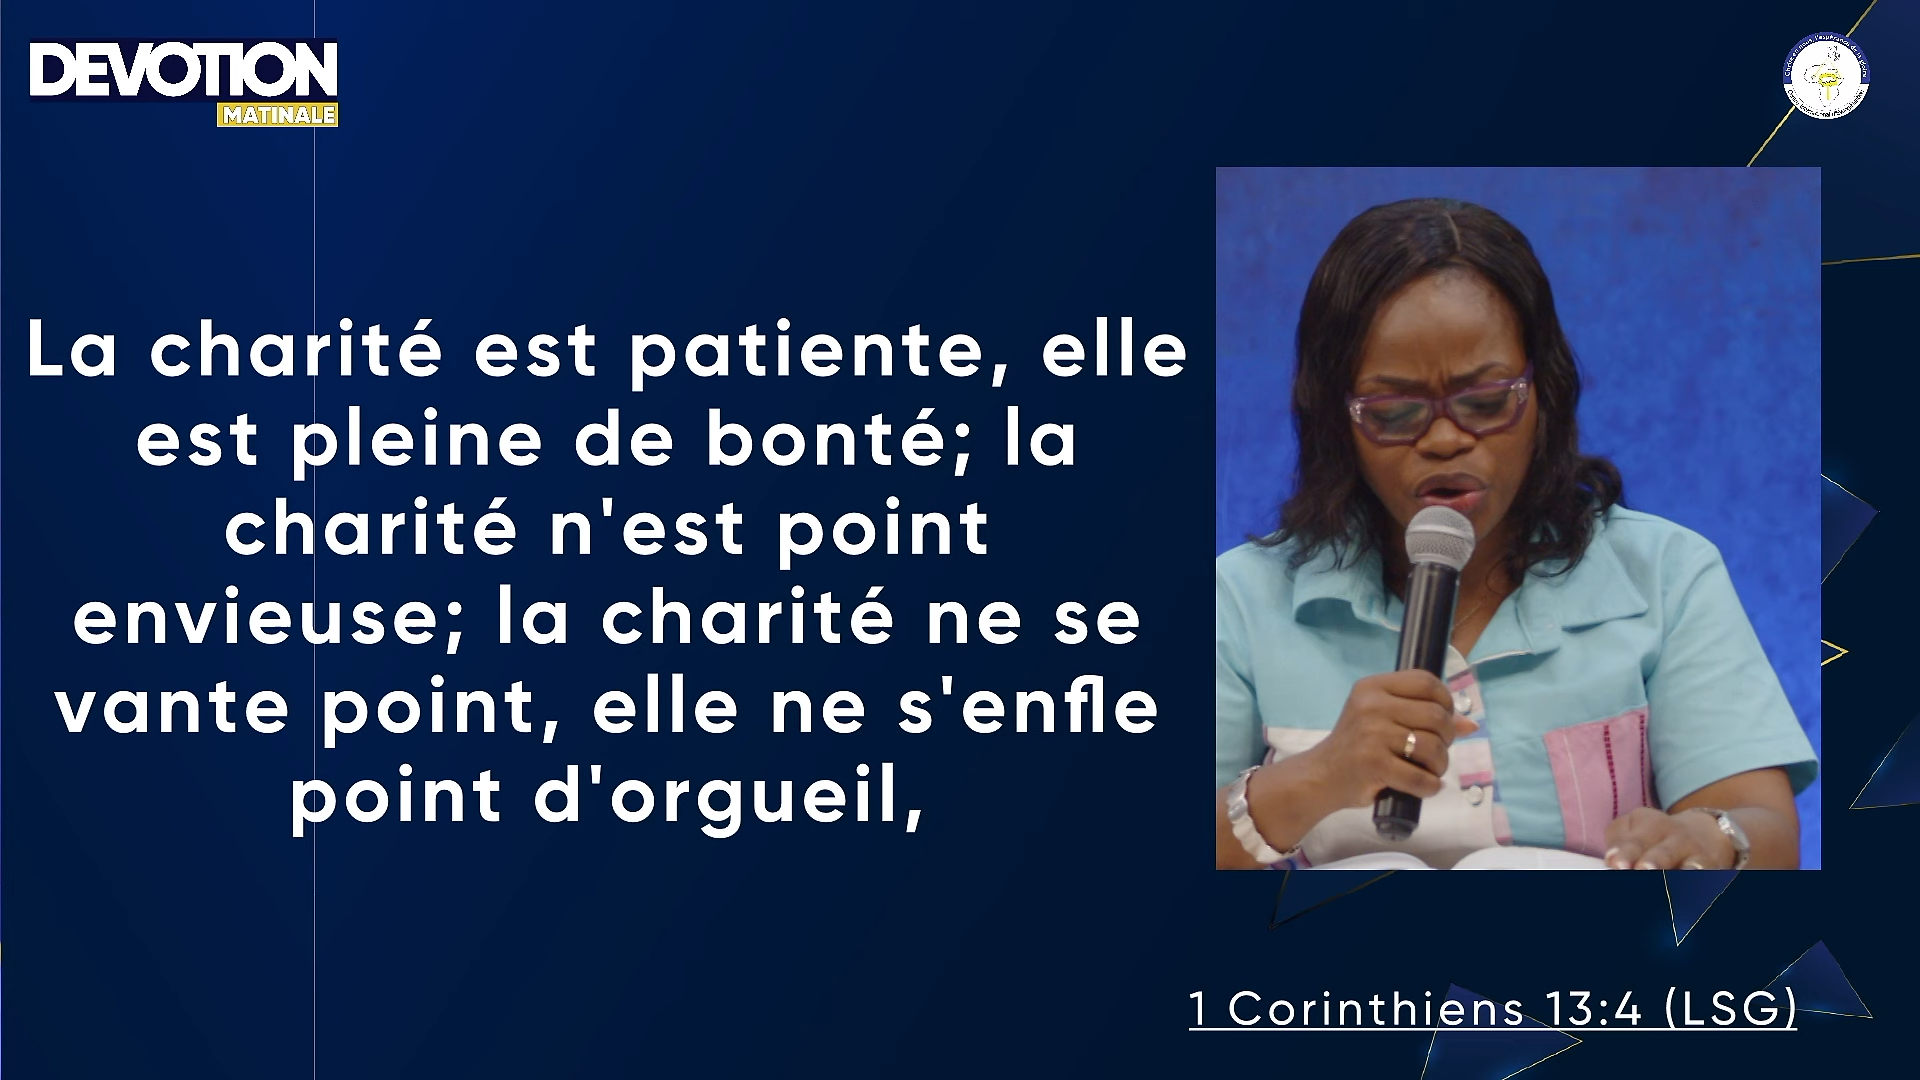 DEVOTION
MATINALE
La charité est patiente, elle
est pleine de bonté; la
charité n'est point
envieuse; la charité ne se
vante point, elle ne s'enfle
point d'orgueil,
1 Corinthiens 13:4 (LSG)